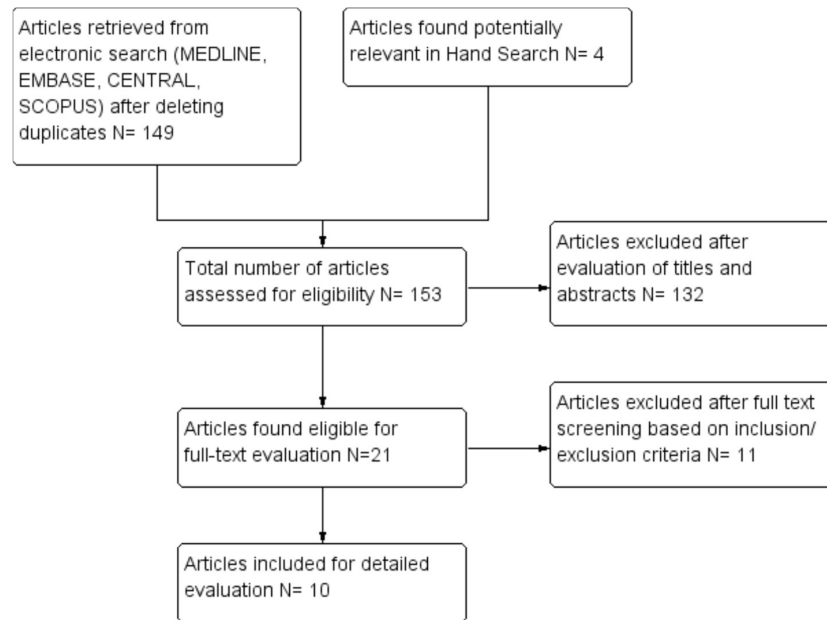 Articles retrieved from
electronic search (MEDLINE,
EMBASE, CENTRAL,
SCOPUS) after deleting
duplicates N= 149
Articles found potentially
relevant in Hand Search N= 4
Total number of articles
assessed for eligibility N= 153
Articles excluded after
evaluation of titles and
abstracts N= 132
Articles found eligible for
full-text evaluation N=21
Articles excluded after full text
screening based on inclusion/
exclusion criteria N= 11
Articles included for detailed
evaluation N= 10